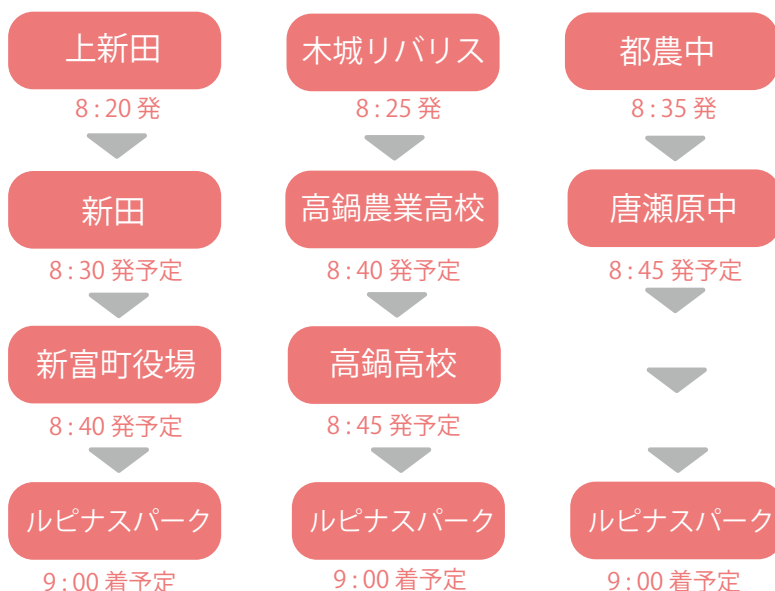 上新田
8:20 発
新田
8:30 発予定
新富町役場
8:40 発予定
ルピナスパーク
9:00 着予定
木城リバリス
8:25 発
高鍋農業高校
8:40 発予定
高鍋高校
8:45 発予定
ルピナスパーク
9:00 着予定
都農中
8:35 発
唐瀬原中
8:45 発予定
ルピナスパーク
9:00 着予定